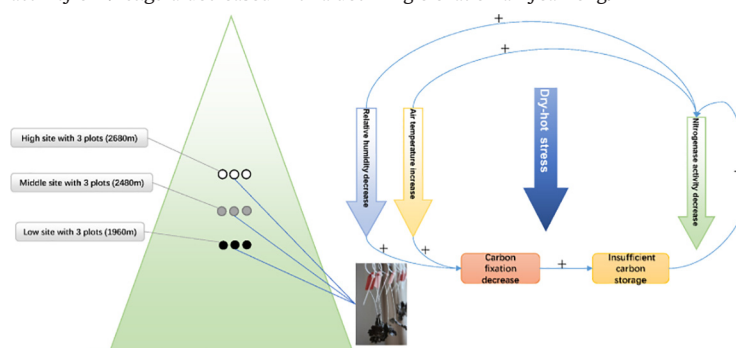 High site with 3 plots (2680m)
Middle site with 3 plots (2480m)
Low site with 3 plots (1960m)
+
+
Relative humidity decrease
Air temperature increase
Dry-hot stress
Nitrogenase activity decrease
+
+
Carbon
fixation
decrease
+
Insufficient
carbon
storage